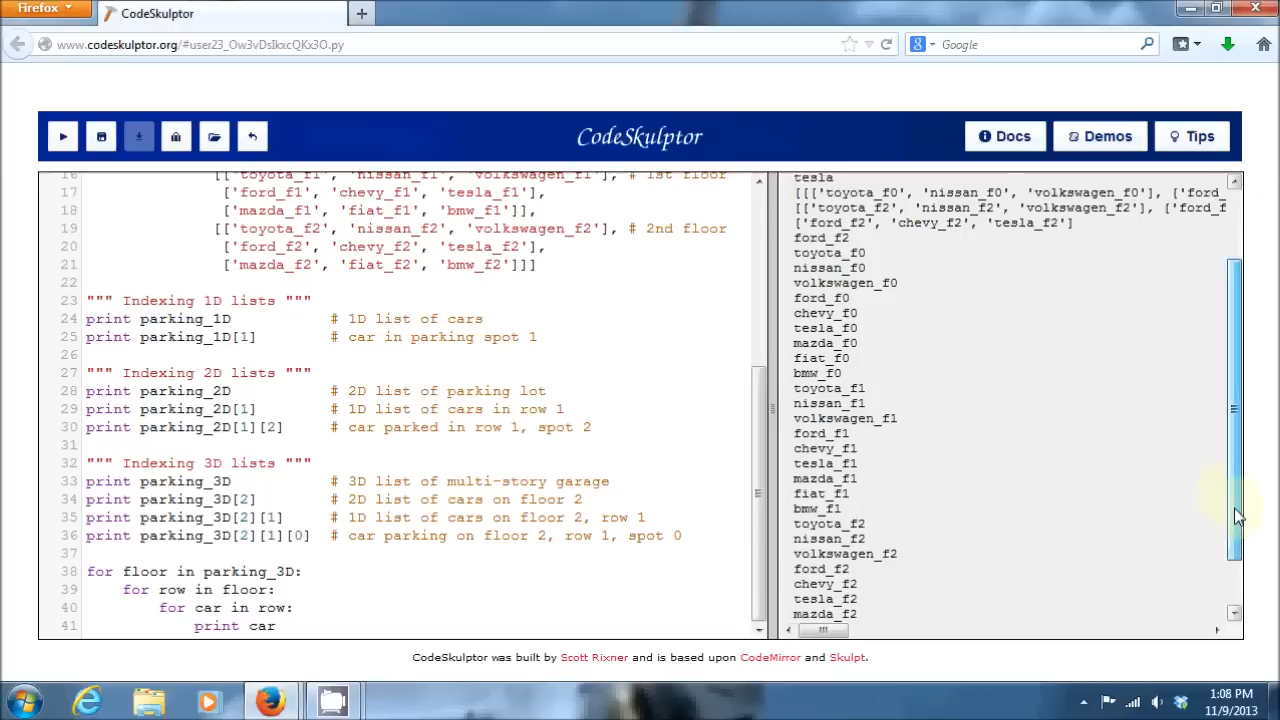 Firefox
CodeSkulptor
www.codeskulptor.org/#user23_Ow3vDsIkxcQKx3O.py
Google
CodeSkulptor
Docs
Demos
Tips
16 [['toyota_f1', 'nissan_f1', 'volkswagen_f1'], # 1st floor
17 ['ford_f1', 'chevy_f1', 'tesla_f1'],
18 ['mazda_f1', 'fiat_f1', 'bmw_f1']],
19 [['toyota_f2', 'nissan_f2', 'volkswagen_f2'], # 2nd floor
20 ['ford_f2', 'chevy_f2', 'tesla_f2'],
21 ['mazda_f2', 'fiat_f2', 'bmw_f2']]]
22
23 """ Indexing 1D lists """
24 print parking_1D # 1D list of cars
25 print parking_1D[1] # car in parking spot 1
26
27 """ Indexing 2D lists """
28 print parking_2D # 2D list of parking lot
29 print parking_2D[1] # 1D list of cars in row 1
30 print parking_2D[1][2] # car parked in row 1, spot 2
31
32 """ Indexing 3D lists """
33 print parking_3D # 3D list of multi-story garage
34 print parking_3D[2] # 2D list of cars on floor 2
35 print parking_3D[2][1] # 1D list of cars on floor 2, row 1
36 print parking_3D[2][1][0] # car parking on floor 2, row 1, spot 0
37
38 for floor in parking_3D:
39 for row in floor:
40 for car in row:
41 print car
tesla
[[['toyota_f0', 'nissan_f0', 'volkswagen_f0'], ['ford_
[['toyota_f2', 'nissan_f2', 'volkswagen_f2'], ['ford_f
['ford_f2', 'chevy_f2', 'tesla_f2']
ford_f2
toyota_f0
nissan_f0
volkswagen_f0
ford_f0
chevy_f0
tesla_f0
mazda_f0
fiat_f0
bmw_f0
toyota_f1
nissan_f1
volkswagen_f1
ford_f1
chevy_f1
tesla_f1
mazda_f1
fiat_f1
bmw_f1
toyota_f2
nissan_f2
volkswagen_f2
ford_f2
chevy_f2
tesla_f2
mazda_f2
CodeSkulptor was built by Scott Rixner and is based upon CodeMirror and Skulpt.
1:08 PM
11/9/2013